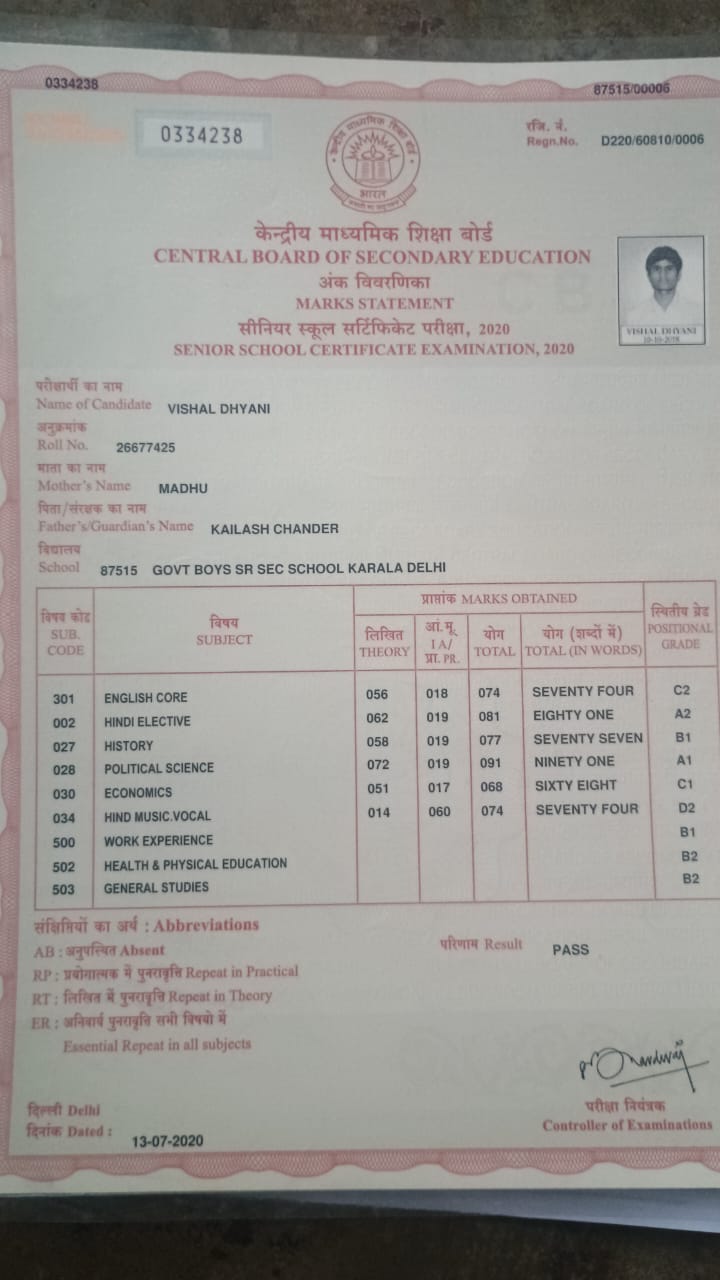 0334238
87515/00006
0334238
रजि. नं.
Regn.No. D220/60810/0006
भारत
केन्द्रीय माध्यमिक शिक्षा बोर्ड
CENTRAL BOARD OF SECONDARY EDUCATION
अंक विवरणिका
MARKS STATEMENT
सीनियर स्कूल सर्टिफिकेट परीक्षा, 2020
SENIOR SCHOOL CERTIFICATE EXAMINATION, 2020
VISHAL DHYANI
10-10-2018
परीक्षार्थी का नाम
Name of Candidate VISHAL DHYANI
अनुक्रमांक
Roll No. 26677425
माता का नाम
Mother's Name MADHU
पिता/संरक्षक का नाम
Father's/Guardian's Name KAILASH CHANDER
विद्यालय
School 87515 GOVT BOYS SR SEC SCHOOL KARALA DELHI
विषय कोड SUB. CODE
विषय SUBJECT
प्राप्तांक MARKS OBTAINED
लिखित THEORY
आं.मू. I A/ प्रा. PR.
योग TOTAL
योग (शब्दों में) TOTAL (IN WORDS)
स्थितीय ग्रेड POSITIONAL GRADE
301 ENGLISH CORE 056 018 074 SEVENTY FOUR C2
002 HINDI ELECTIVE 062 019 081 EIGHTY ONE A2
027 HISTORY 058 019 077 SEVENTY SEVEN B1
028 POLITICAL SCIENCE 072 019 091 NINETY ONE A1
030 ECONOMICS 051 017 068 SIXTY EIGHT C1
034 HIND MUSIC.VOCAL 014 060 074 SEVENTY FOUR D2
500 WORK EXPERIENCE B1
502 HEALTH & PHYSICAL EDUCATION B2
503 GENERAL STUDIES B2
संक्षिप्तियों का अर्थ : Abbreviations
AB : अनुपस्थित Absent
परिणाम Result PASS
RP : प्रयोगात्मक में पुनरावृत्ति Repeat in Practical
RT : लिखित में पुनरावृत्ति Repeat in Theory
ER : अनिवार्य पुनरावृत्ति सभी विषयो में
Essential Repeat in all subjects
दिल्ली Delhi
दिनांक Dated : 13-07-2020
परीक्षा नियंत्रक
Controller of Examinations